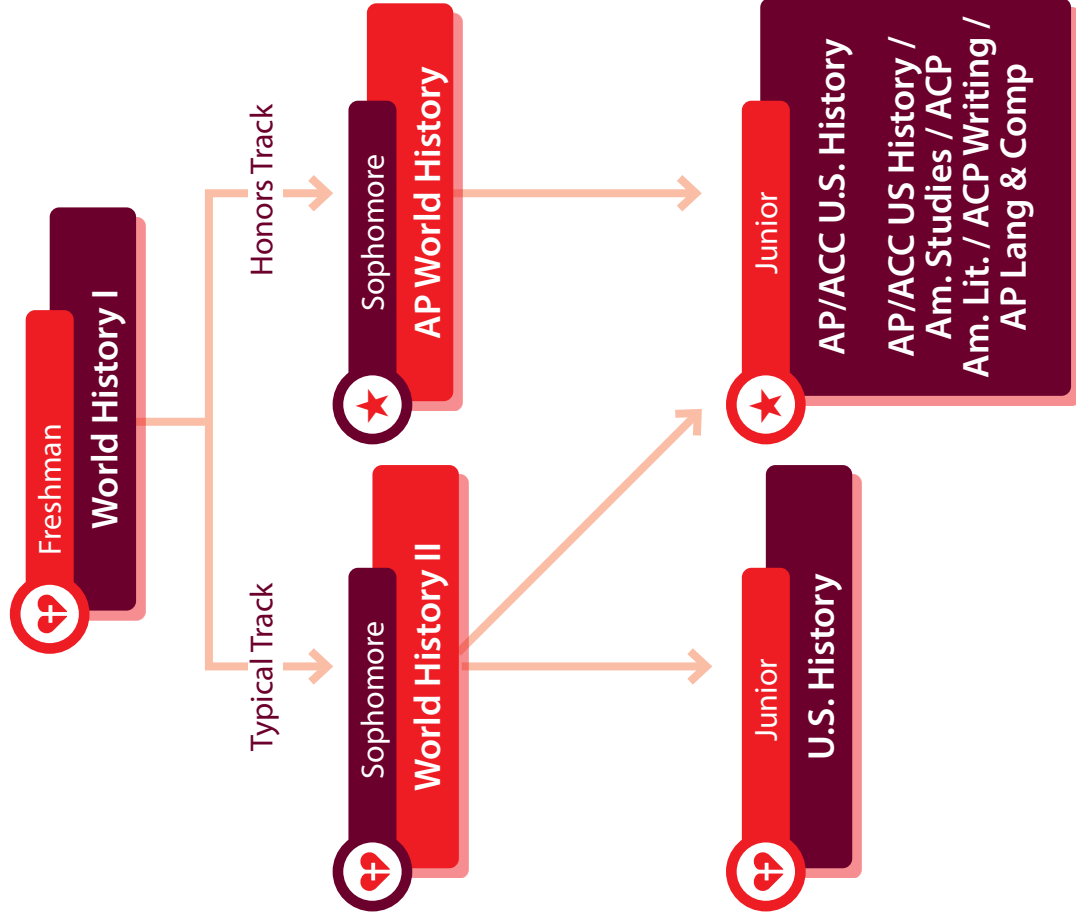 Freshman
World History I
Typical Track
Honors Track
Sophomore
World History II
Sophomore
AP World History
Junior
U.S. History
Junior
AP/ACC U.S. History
AP/ACC US History /
Am. Studies / ACP
Am. Lit. / ACP Writing /
AP Lang & Comp